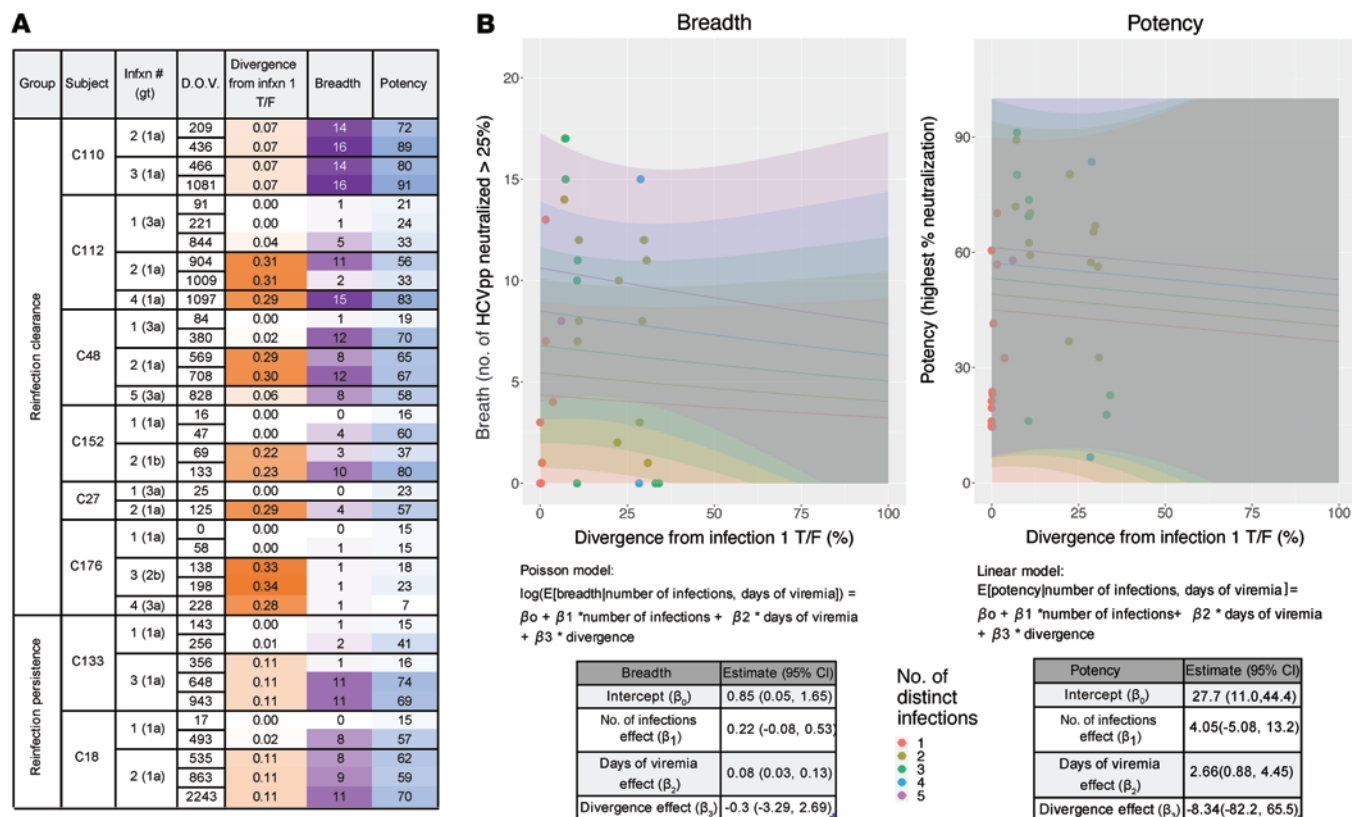 A
Group Subject Infxn # (gt) D.O.V. Divergence from infxn 1 T/F Breadth Potency
Reinfection clearance
C110 2 (1a) 209 0.07 14 72
436 0.07 16 89
3 (1a) 466 0.07 14 80
1081 0.07 16 91
C112 1 (3a) 91 0.00 1 21
221 0.00 1 24
844 0.04 5 33
2 (1a) 904 0.31 11 56
1009 0.31 2 33
4 (1a) 1097 0.29 15 83
C48 1 (3a) 84 0.00 1 19
380 0.02 12 70
2 (1a) 569 0.29 8 65
708 0.30 12 67
5 (3a) 828 0.06 8 58
C152 1 (1a) 16 0.00 0 16
47 0.00 4 60
2 (1b) 69 0.22 3 37
133 0.23 10 80
C27 1 (3a) 25 0.00 0 23
2 (1a) 125 0.29 4 57
C176 1 (1a) 0 0.00 0 15
58 0.00 1 15
3 (2b) 138 0.33 1 18
198 0.34 1 23
4 (3a) 228 0.28 1 7
Reinfection persistence
C133 1 (1a) 143 0.00 1 15
256 0.01 2 41
3 (1a) 356 0.11 1 16
648 0.11 11 74
943 0.11 11 69
C18 1 (1a) 17 0.00 0 15
493 0.02 8 57
2 (1a) 535 0.11 8 62
863 0.11 9 59
2243 0.11 11 70
B
Breadth
Breath (no. of HCVpp neutralized > 25%)
20
15
10
5
0
0 25 50 75 100
Divergence from infection 1 T/F (%)
Poisson model:
log(E[breadth|number of infections, days of viremia]) =
βo + β1 *number of infections + β2 * days of viremia
+ β3 * divergence
Breadth Estimate (95% CI)
Intercept (β₀) 0.85 (0.05, 1.65)
No. of infections effect (β₁) 0.22 (-0.08, 0.53)
Days of viremia effect (β₂) 0.08 (0.03, 0.13)
Divergence effect (β₃) -0.3 (-3.29, 2.69)
No. of
distinct
infections
1
2
3
4
5
Potency
Potency (highest % neutralization)
90
60
30
0
0 25 50 75 100
Divergence from infection 1 T/F (%)
Linear model:
E[potency|number of infections, days of viremia]=
βo + β1 *number of infections+ β2 * days of viremia
+ β3 * divergence
Potency Estimate (95% CI)
Intercept (β₀) 27.7 (11.0,44.4)
No. of infections effect (β₁) 4.05(-5.08, 13.2)
Days of viremia effect (β₂) 2.66(0.88, 4.45)
Divergence effect (β₃) -8.34(-82.2, 65.5)